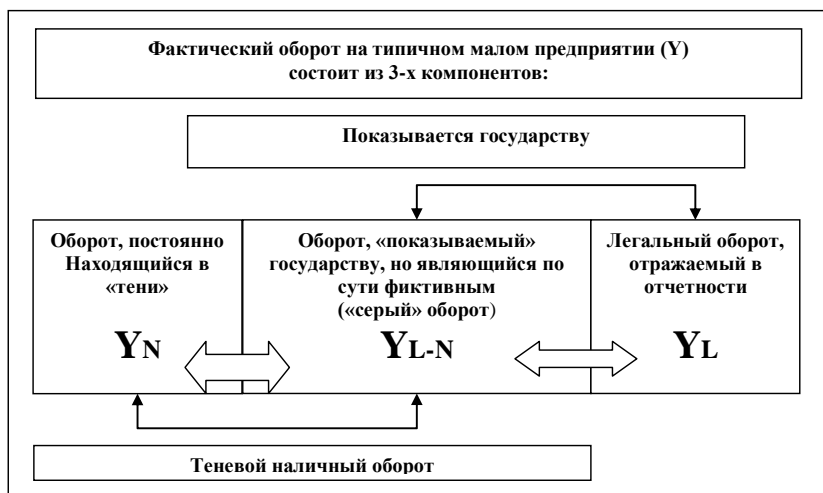 Фактический оборот на типичном малом предприятии (Y)
состоит из 3-х компонентов:
Показывается государству
Оборот, постоянно
Находящийся в
«тени»
YN
Оборот, «показываемый»
государству, но являющийся по
сути фиктивным
(«серый» оборот)
YL-N
Легальный оборот,
отражаемый в
отчетности
YL
Теневой наличный оборот